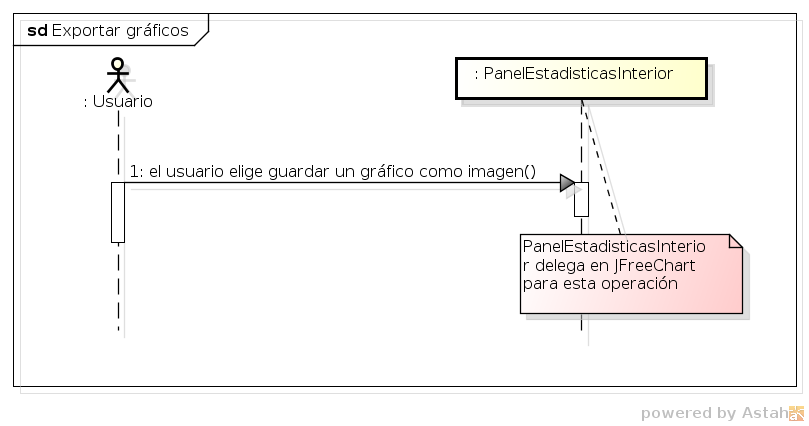 sd Exportar gráficos
: Usuario
: PanelEstadisticasInterior
1: el usuario elige guardar un gráfico como imagen()
PanelEstadisticasInterio
r delega en JFreeChart
para esta operación
powered by Astah